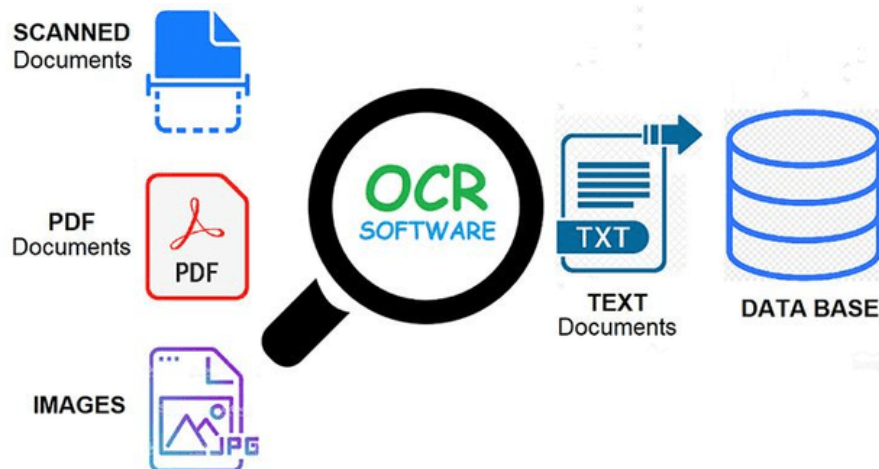 SCANNED
Documents
PDF
Documents
PDF
IMAGES
JPG
OCR
SOFTWARE
TXT
TEXT
Documents
DATA BASE